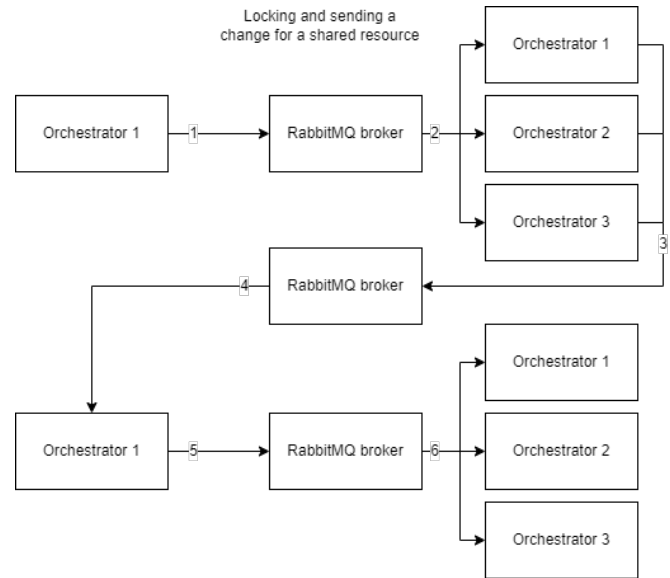 Locking and sending a
change for a shared resource
Orchestrator 1
Orchestrator 1
1
RabbitMQ broker
2
Orchestrator 2
Orchestrator 3
3
RabbitMQ broker
4
Orchestrator 1
Orchestrator 1
5
RabbitMQ broker
6
Orchestrator 2
Orchestrator 3